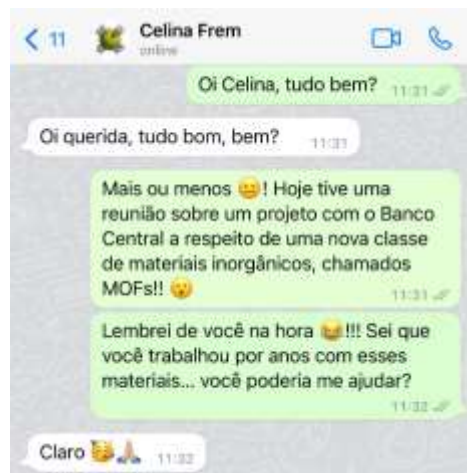 11
Celina Frem
online
Oi Celina, tudo bem? 11:31
Oi querida, tudo bom, bem? 11:31
Mais ou menos 😐! Hoje tive uma
reunião sobre um projeto com o Banco
Central a respeito de uma nova classe
de materiais inorgânicos, chamados
MOFs!! 😮
11:31
Lembrei de você na hora 😂!!! Sei que
você trabalhou por anos com esses
materiais... você poderia me ajudar?
11:32
Claro 🥳🙏🏼 11:32